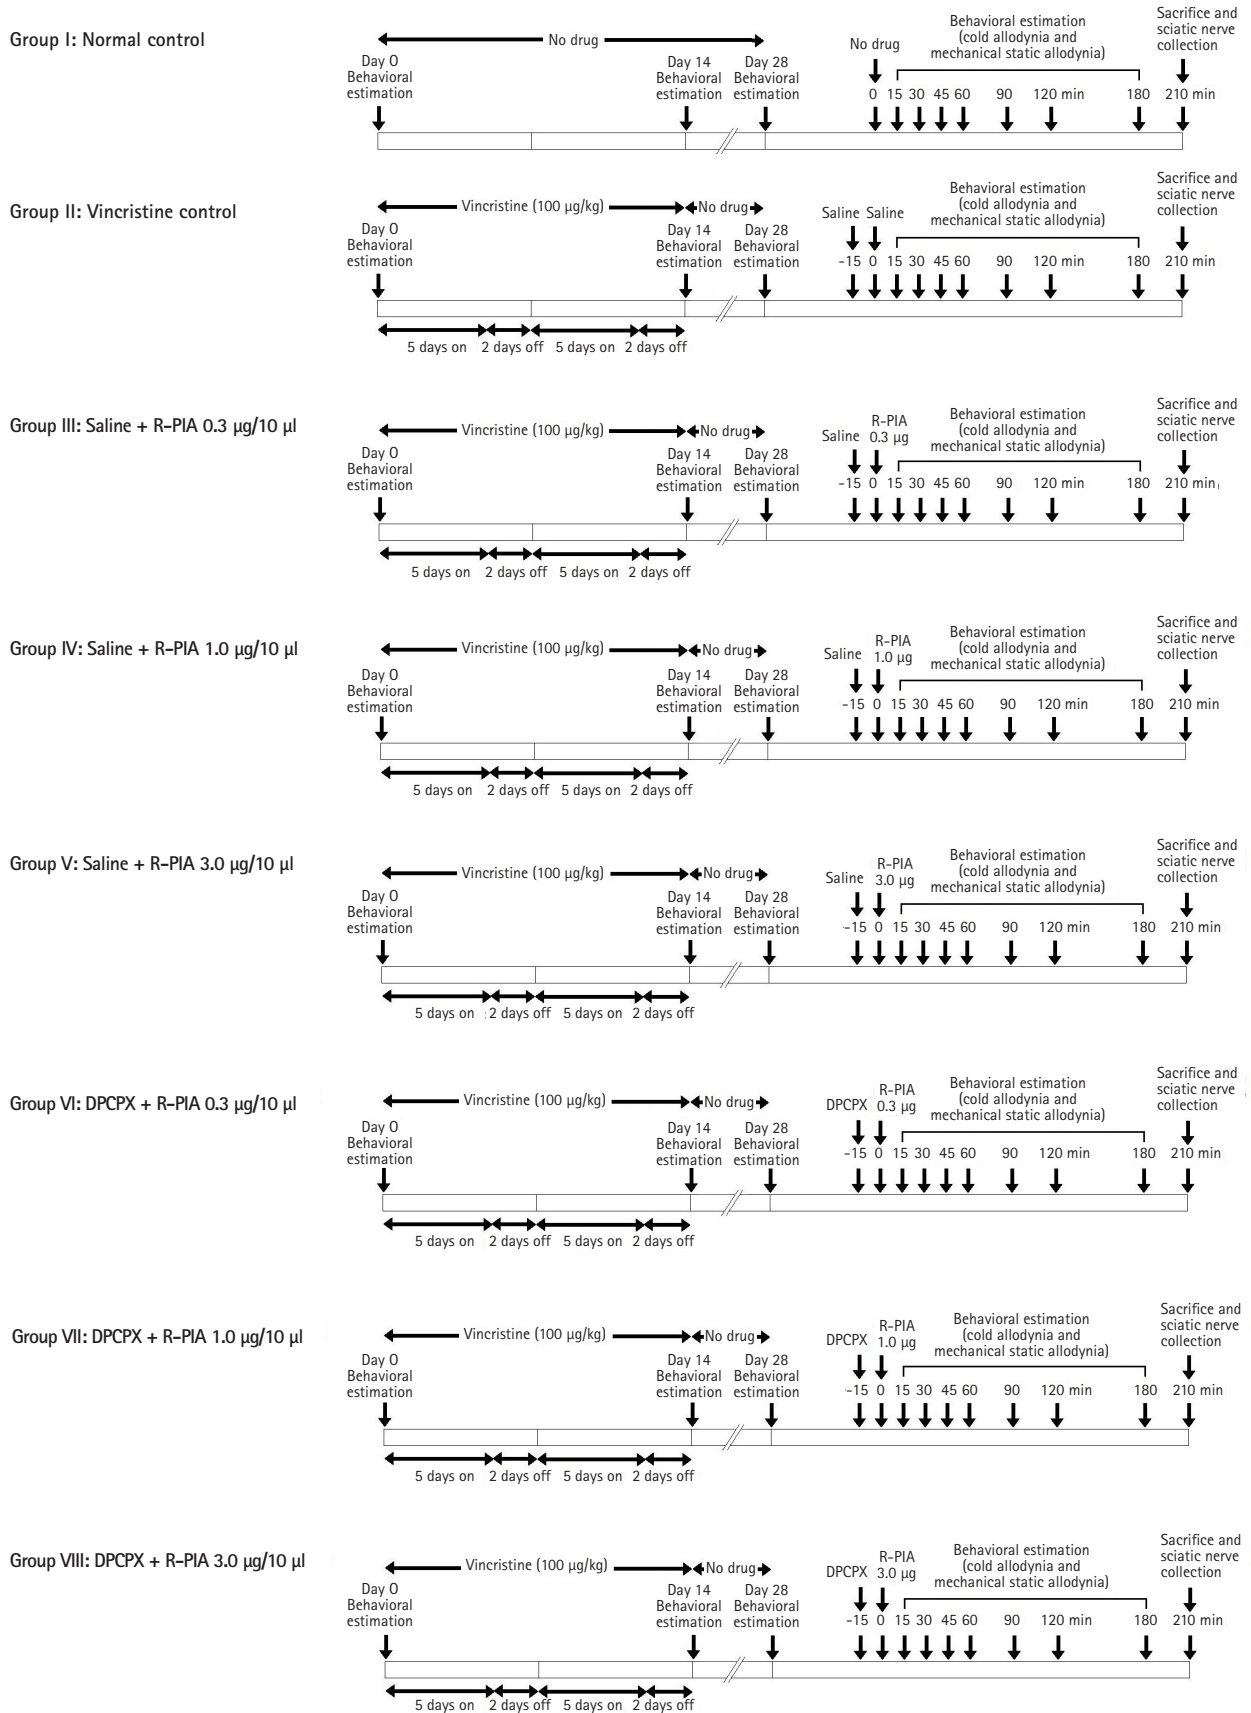 Group I: Normal control
No drug
Day 0
Behavioral
estimation
Day 14
Behavioral
estimation
Day 28
Behavioral
estimation
No drug
Behavioral estimation
(cold allodynia and
mechanical static allodynia)
Sacrifice and
sciatic nerve
collection
0 15 30 45 60 90 120 min 180 210 min
Group II: Vincristine control
Vincristine (100 µg/kg)
No drug
Day 0
Behavioral
estimation
Day 14
Behavioral
estimation
Day 28
Behavioral
estimation
Saline Saline
Behavioral estimation
(cold allodynia and
mechanical static allodynia)
Sacrifice and
sciatic nerve
collection
-15 0 15 30 45 60 90 120 min 180 210 min
5 days on 2 days off 5 days on 2 days off
Group III: Saline + R-PIA 0.3 µg/10 µl
Vincristine (100 µg/kg)
No drug
Day 0
Behavioral
estimation
Day 14
Behavioral
estimation
Day 28
Behavioral
estimation
Saline
R-PIA
0.3 µg
Behavioral estimation
(cold allodynia and
mechanical static allodynia)
Sacrifice and
sciatic nerve
collection
-15 0 15 30 45 60 90 120 min 180 210 min
5 days on 2 days off 5 days on 2 days off
Group IV: Saline + R-PIA 1.0 µg/10 µl
Vincristine (100 µg/kg)
No drug
Day 0
Behavioral
estimation
Day 14
Behavioral
estimation
Day 28
Behavioral
estimation
Saline
R-PIA
1.0 µg
Behavioral estimation
(cold allodynia and
mechanical static allodynia)
Sacrifice and
sciatic nerve
collection
-15 0 15 30 45 60 90 120 min 180 210 min
5 days on 2 days off 5 days on 2 days off
Group V: Saline + R-PIA 3.0 µg/10 µl
Vincristine (100 µg/kg)
No drug
Day 0
Behavioral
estimation
Day 14
Behavioral
estimation
Day 28
Behavioral
estimation
Saline
R-PIA
3.0 µg
Behavioral estimation
(cold allodynia and
mechanical static allodynia)
Sacrifice and
sciatic nerve
collection
-15 0 15 30 45 60 90 120 min 180 210 min
5 days on 2 days off 5 days on 2 days off
Group VI: DPCPX + R-PIA 0.3 µg/10 µl
Vincristine (100 µg/kg)
No drug
Day 0
Behavioral
estimation
Day 14
Behavioral
estimation
Day 28
Behavioral
estimation
DPCPX
R-PIA
0.3 µg
Behavioral estimation
(cold allodynia and
mechanical static allodynia)
Sacrifice and
sciatic nerve
collection
-15 0 15 30 45 60 90 120 min 180 210 min
5 days on 2 days off 5 days on 2 days off
Group VII: DPCPX + R-PIA 1.0 µg/10 µl
Vincristine (100 µg/kg)
No drug
Day 0
Behavioral
estimation
Day 14
Behavioral
estimation
Day 28
Behavioral
estimation
DPCPX
R-PIA
1.0 µg
Behavioral estimation
(cold allodynia and
mechanical static allodynia)
Sacrifice and
sciatic nerve
collection
-15 0 15 30 45 60 90 120 min 180 210 min
5 days on 2 days off 5 days on 2 days off
Group VIII: DPCPX + R-PIA 3.0 µg/10 µl
Vincristine (100 µg/kg)
No drug
Day 0
Behavioral
estimation
Day 14
Behavioral
estimation
Day 28
Behavioral
estimation
DPCPX
R-PIA
3.0 µg
Behavioral estimation
(cold allodynia and
mechanical static allodynia)
Sacrifice and
sciatic nerve
collection
-15 0 15 30 45 60 90 120 min 180 210 min
5 days on 2 days off 5 days on 2 days off